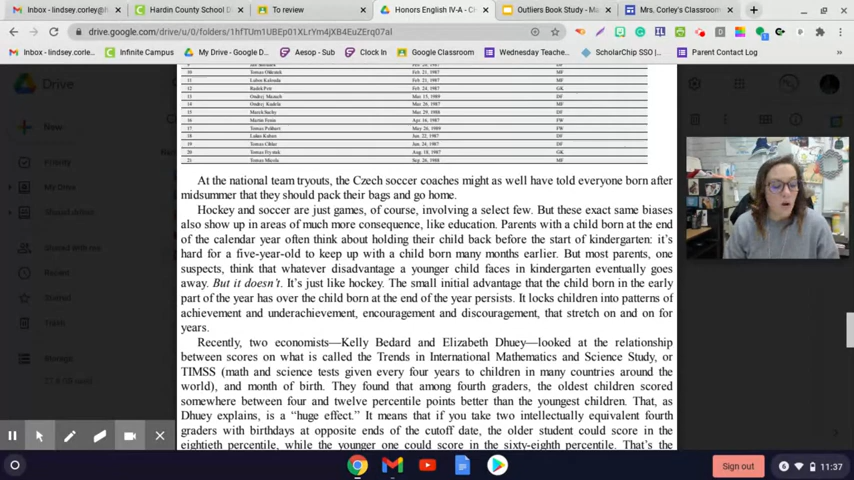 Inbox - lindsey.corley@
Hardin County School D
To review
Honors English IV-A - C
Outliers Book Study - M
Mrs. Corley's Classroom
drive.google.com/drive/u/0/folders/1hfTUm1UBEp01XLrYm4jXB4EuZErq07al
Inbox - lindsey.corley...
Infinite Campus
My Drive - Google D...
Aesop - Sub
Clock In
Google Classroom
Wednesday Teache...
ScholarChip SSO |...
Parent Contact Log
Drive
New
Priority
My Drive
Shared drives
Shared with me
Recent
Starred
Trash
Storage
10 Feb 21, 1987 MF
11 Feb 21, 1987 MF
12 Radek Petr Feb 24, 1987 GK
13 Ondrej Mazuch May 15, 1989 DF
14 Ondrej Kudela Mar 26, 1987 MF
15 Marek Suchy Mar 29, 1988 DF
16 Martin Fenin Apr 16, 1987 FW
17 Tomas Pekhart May 26, 1989 FW
18 Lukas Kuban Jun 22, 1987 DF
19 Tomas Cihlar Jun 24, 1987 DF
20 Tomas Frystak Aug 18, 1987 GK
21 Tomas Micola Sep 26, 1988 MF
At the national team tryouts, the Czech soccer coaches might as well have told everyone born after
midsummer that they should pack their bags and go home.
Hockey and soccer are just games, of course, involving a select few. But these exact same biases
also show up in areas of much more consequence, like education. Parents with a child born at the end
of the calendar year often think about holding their child back before the start of kindergarten: it's
hard for a five-year-old to keep up with a child born many months earlier. But most parents, one
suspects, think that whatever disadvantage a younger child faces in kindergarten eventually goes
away. But it doesn't. It's just like hockey. The small initial advantage that the child born in the early
part of the year has over the child born at the end of the year persists. It locks children into patterns of
achievement and underachievement, encouragement and discouragement, that stretch on and on for
years.
Recently, two economists—Kelly Bedard and Elizabeth Dhuey—looked at the relationship
between scores on what is called the Trends in International Mathematics and Science Study, or
TIMSS (math and science tests given every four years to children in many countries around the
world), and month of birth. They found that among fourth graders, the oldest children scored
somewhere between four and twelve percentile points better than the youngest children. That, as
Dhuey explains, is a “huge effect.” It means that if you take two intellectually equivalent fourth
graders with birthdays at opposite ends of the cutoff date, the older student could score in the
eightieth percentile, while the younger one could score in the sixty-eighth percentile. That's the
Sign out
11:37